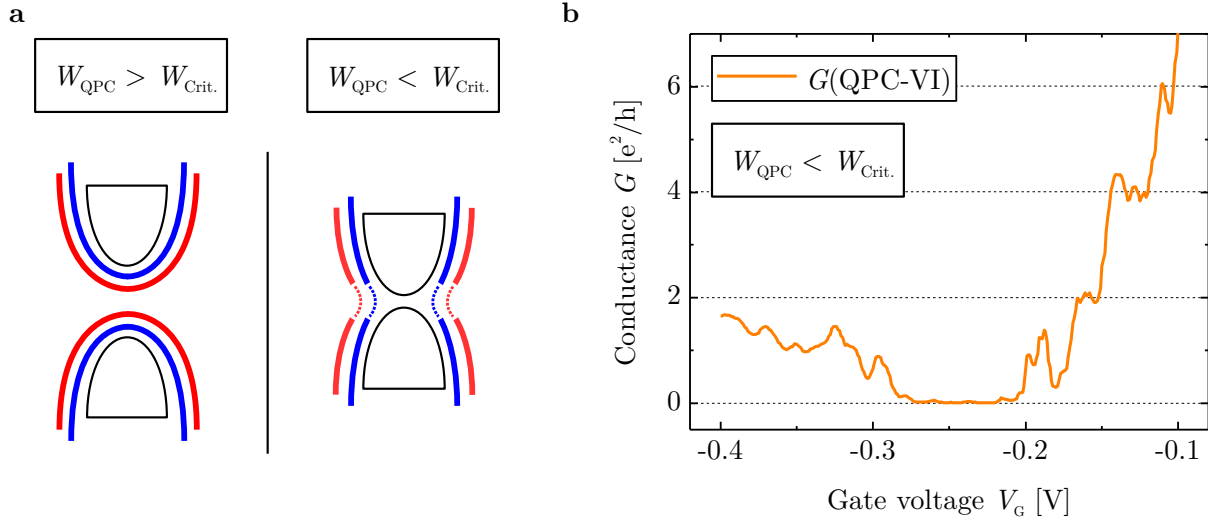 a
W_QPC > W_Crit.
W_QPC < W_Crit.
b
G(QPC-VI)
W_QPC < W_Crit.
Conductance G [e²/h]
6
4
2
0
-0.4
-0.3
-0.2
-0.1
Gate voltage V_G [V]